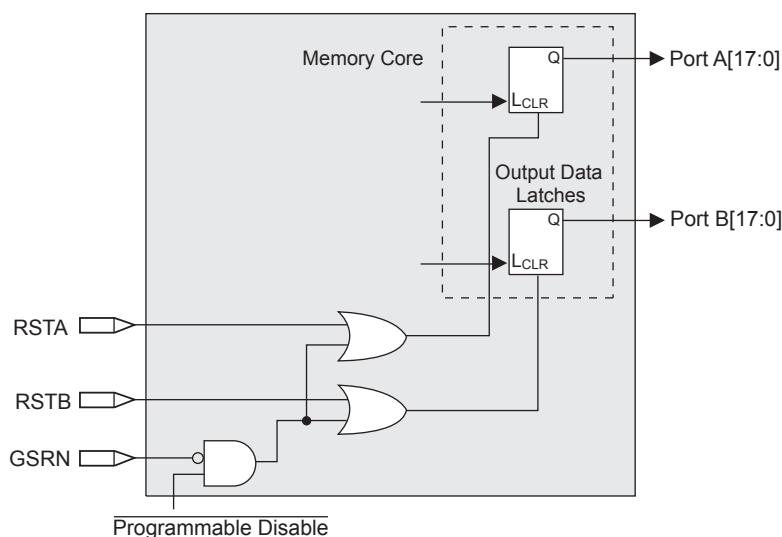 Memory Core
Q
Port A[17:0]
LCLR
Output Data
Latches
Q
Port B[17:0]
LCLR
RSTA
RSTB
GSRN
Programmable Disable